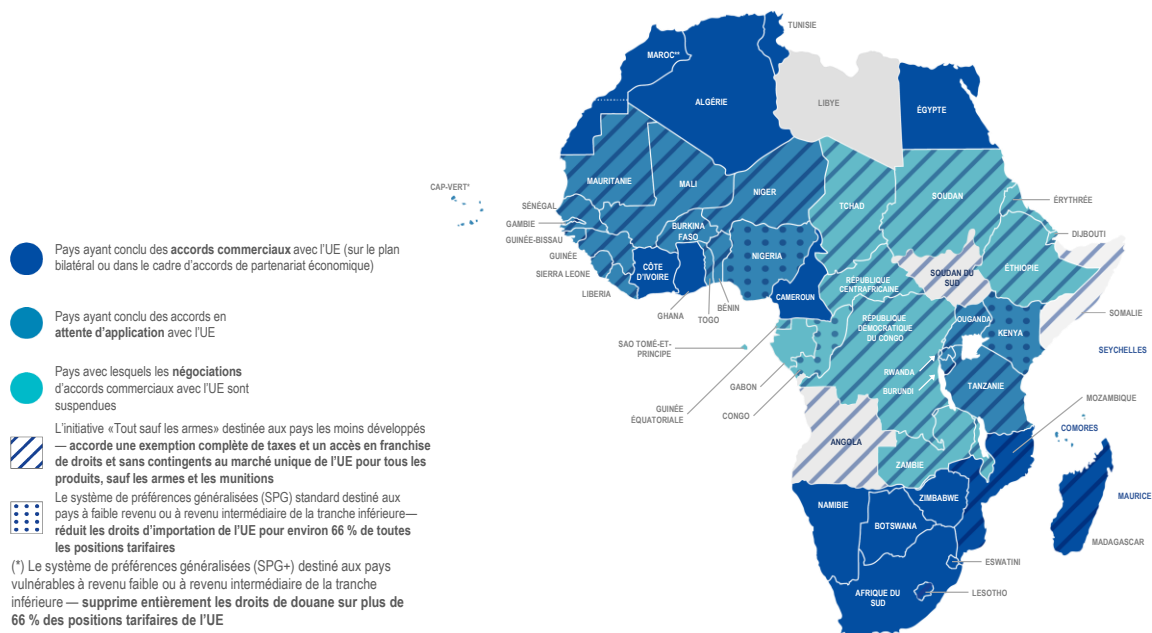 Pays ayant conclu des accords commerciaux avec l'UE (sur le plan
bilatéral ou dans le cadre d'accords de partenariat économique)
Pays ayant conclu des accords en
attente d'application avec l'UE
Pays avec lesquels les négociations
d'accords commerciaux avec l'UE sont
suspendues
L'initiative «Tout sauf les armes» destinée aux pays les moins développés
— accorde une exemption complète de taxes et un accès en franchise
de droits et sans contingents au marché unique de l'UE pour tous les
produits, sauf les armes et les munitions
Le système de préférences généralisées (SPG) standard destiné aux
pays à faible revenu ou à revenu intermédiaire de la tranche inférieure—
réduit les droits d'importation de l'UE pour environ 66 % de toutes
les positions tarifaires
(*) Le système de préférences généralisées (SPG+) destiné aux pays
vulnérables à revenu faible ou à revenu intermédiaire de la tranche
inférieure — supprime entièrement les droits de douane sur plus de
66 % des positions tarifaires de l'UE
TUNISIE
MAROC**
ALGÉRIE
LIBYE
ÉGYPTE
CAP-VERT*
MAURITANIE
MALI
NIGER
TCHAD
SOUDAN
ÉRYTHRÉE
SÉNÉGAL
GAMBIE
GUINÉE-BISSAU
GUINÉE
SIERRA LEONE
LIBERIA
BURKINA
FASO
CÔTE
D'IVOIRE
GHANA
TOGO
BÉNIN
NIGERIA
CAMEROUN
RÉPUBLIQUE
CENTRAFRICAINE
SOUDAN DU
SUD
ÉTHIOPIE
DJIBOUTI
SOMALIE
SAO TOMÉ-ET-
PRINCIPE
GUINÉE
ÉQUATORIALE
GABON
CONGO
RÉPUBLIQUE
DÉMOCRATIQUE
DU CONGO
OUGANDA
KENYA
RWANDA
BURUNDI
TANZANIE
SEYCHELLES
MOZAMBIQUE
COMORES
ANGOLA
ZAMBIE
NAMIBIE
ZIMBABWE
BOTSWANA
MAURICE
MADAGASCAR
ESWATINI
LESOTHO
AFRIQUE DU
SUD